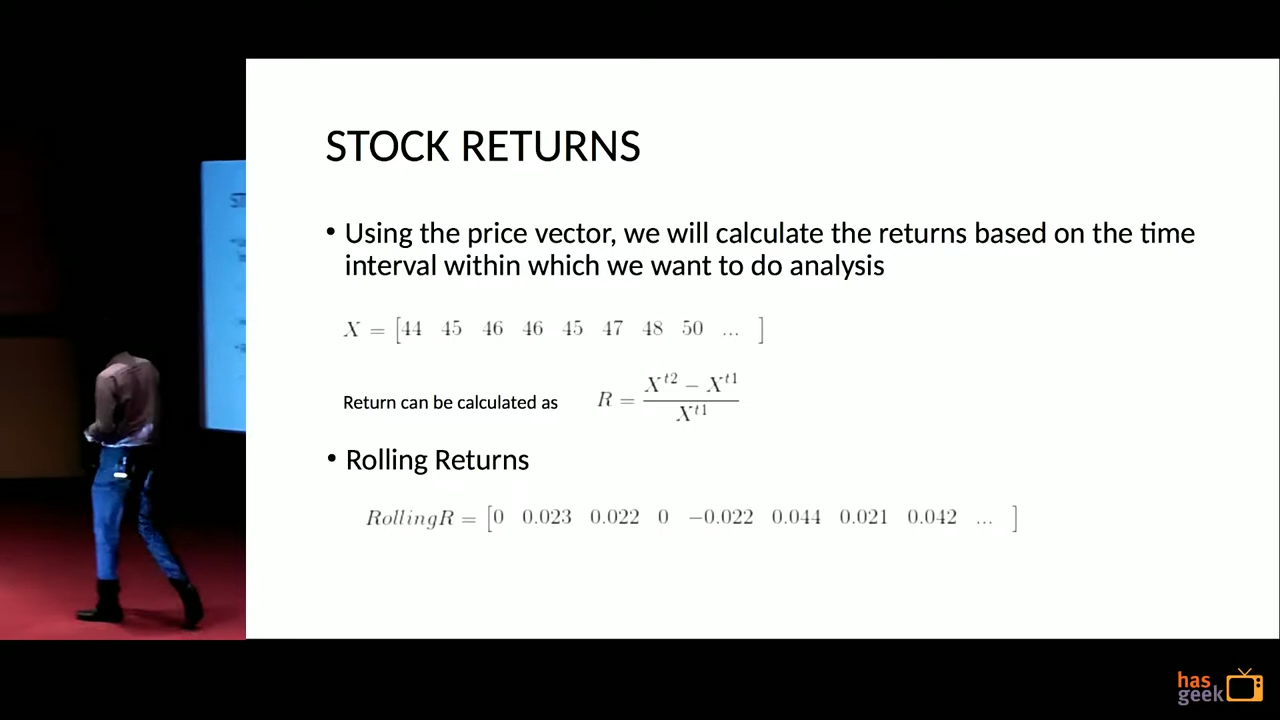 STOCK RETURNS
• Using the price vector, we will calculate the returns based on the time
interval within which we want to do analysis
X = [44 45 46 46 45 47 48 50 ... ]
Return can be calculated as R = \frac{X^{t2} - X^{t1}}{X^{t1}}
• Rolling Returns
RollingR = [0 0.023 0.022 0 −0.022 0.044 0.021 0.042 ... ]
has
geek